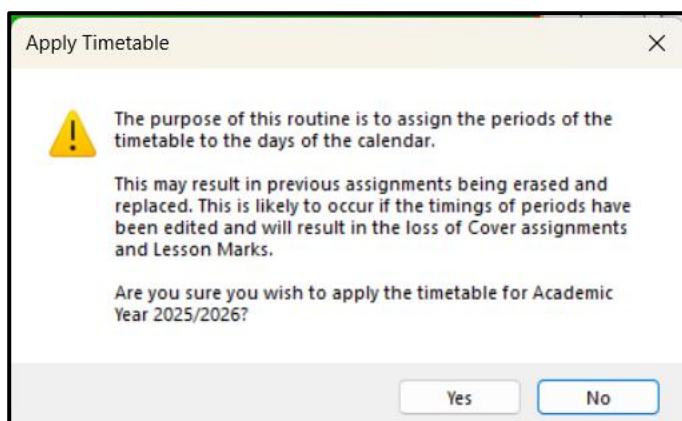 Apply Timetable
The purpose of this routine is to assign the periods of the
timetable to the days of the calendar.
This may result in previous assignments being erased and
replaced. This is likely to occur if the timings of periods have
been edited and will result in the loss of Cover assignments
and Lesson Marks.
Are you sure you wish to apply the timetable for Academic
Year 2025/2026?
Yes
No